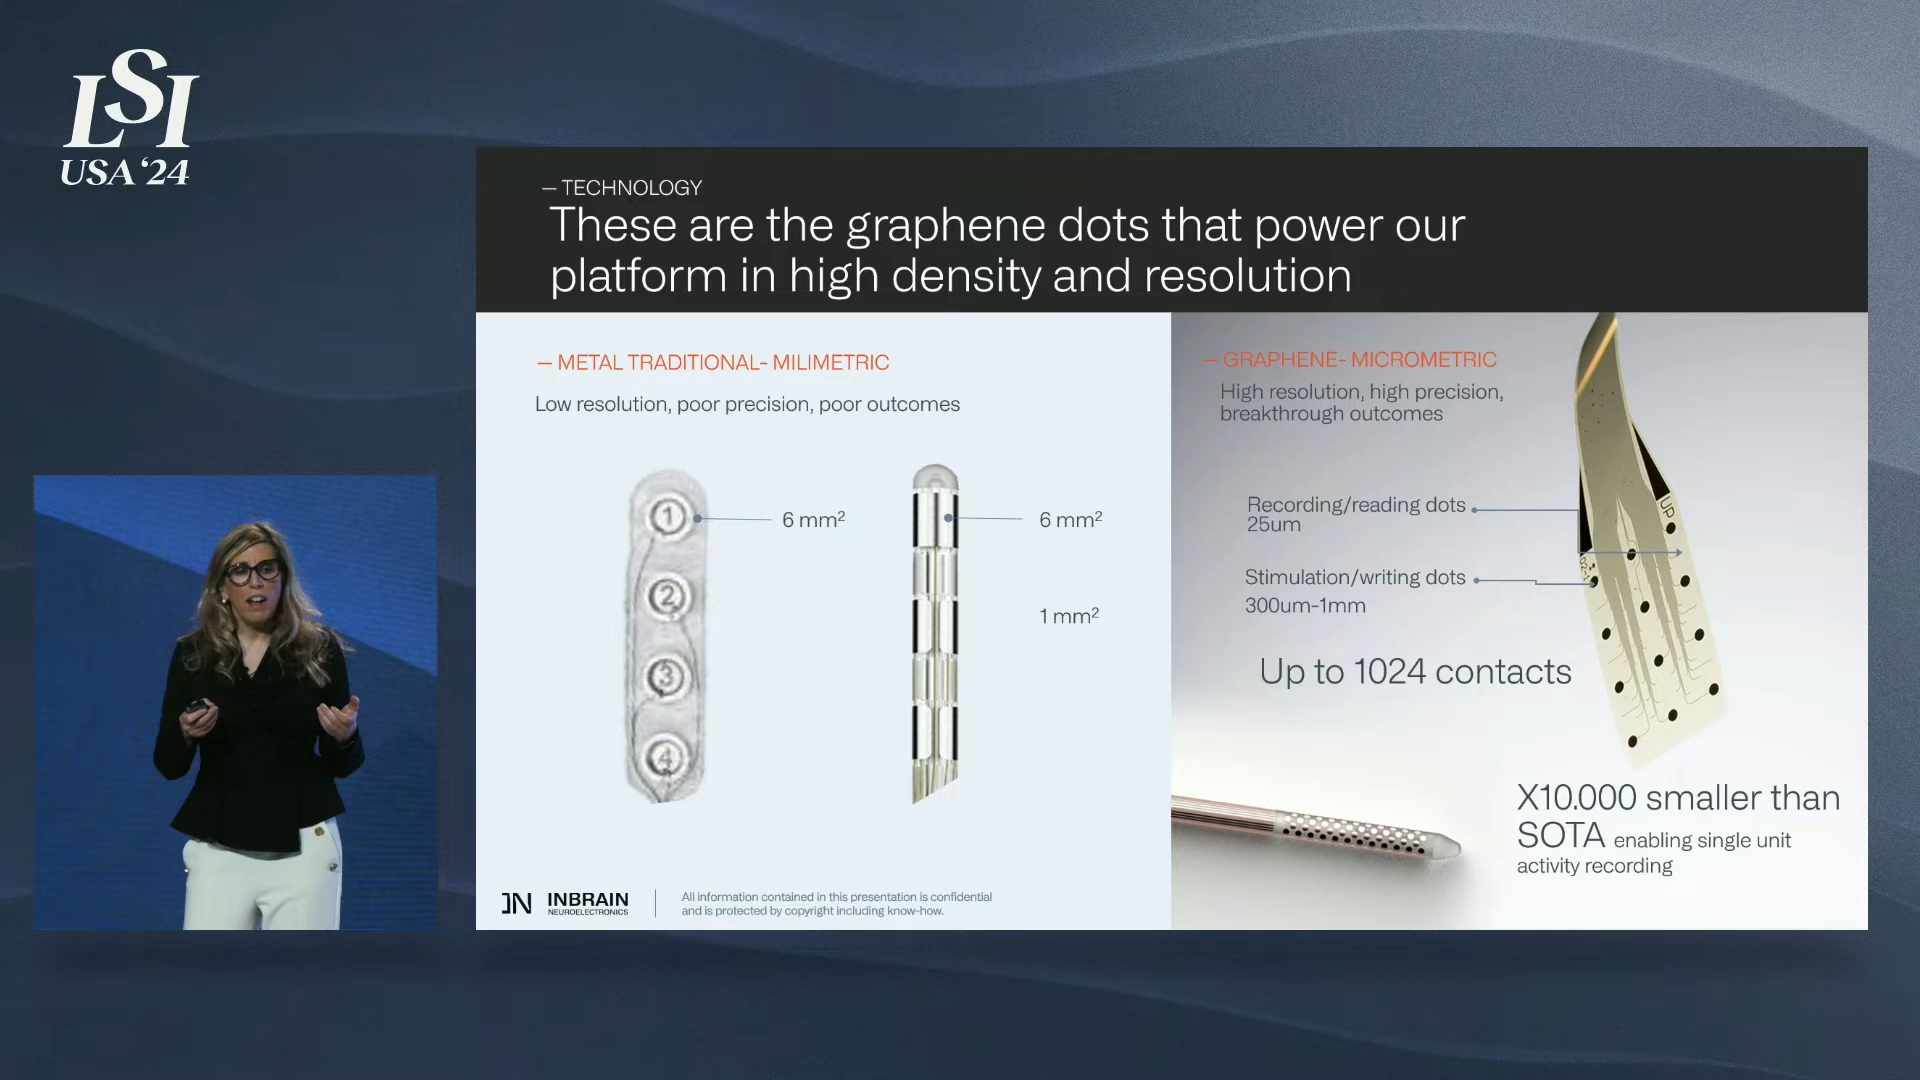 LSI
USA '24
– TECHNOLOGY
These are the graphene dots that power our
platform in high density and resolution
– METAL TRADITIONAL- MILIMETRIC
Low resolution, poor precision, poor outcomes
1
6 mm²
2
3
4
6 mm²
1 mm²
– GRAPHENE- MICROMETRIC
High resolution, high precision,
breakthrough outcomes
Recording/reading dots
25um
Stimulation/writing dots
300um-1mm
UP
Up to 1024 contacts
X10.000 smaller than
SOTA enabling single unit
activity recording
IN INBRAIN
NEUROELECTRONICS
All information contained in this presentation is confidential
and is protected by copyright including know-how.